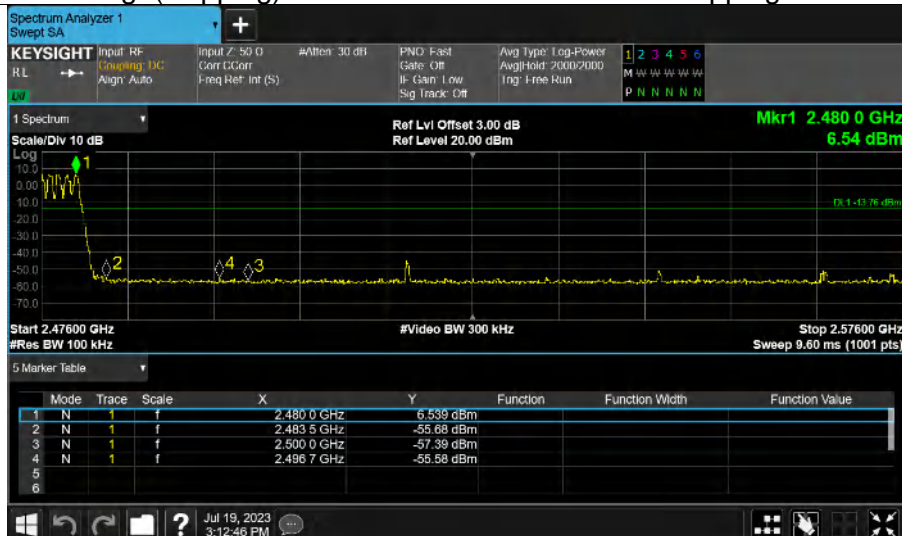 Spectrum Analyzer 1
Swept SA
+
KEYSIGHT Input: RF Input Z: 50 Ω #Atten: 30 dB PNO: Fast Avg Type: Log-Power 1 2 3 4 5 6
RL Coupling: DC Corr CCorr Gate: Off Avg|Hold: 2000/2000 M W W W W W
Align: Auto Freq Ref: Int (S) IF Gain: Low Trig: Free Run
Sig Track: Off P N N N N N
1 Spectrum Ref Lvl Offset 3.00 dB Mkr1 2.480 0 GHz
Scale/Div 10 dB Ref Level 20.00 dBm 6.54 dBm
Log
10.0
0.00
10.0
-20.0
-30.0
-40.0
-50.0
-60.0
-70.0
1
2
4
3
DL1 -13.76 dBm
Start 2.47600 GHz #Video BW 300 kHz Stop 2.57600 GHz
#Res BW 100 kHz Sweep 9.60 ms (1001 pts)
5 Marker Table
Mode Trace Scale X Y Function Function Width Function Value
1 N 1 f 2.480 0 GHz 6.539 dBm
2 N 1 f 2.483 5 GHz -55.68 dBm
3 N 1 f 2.500 0 GHz -57.39 dBm
4 N 1 f 2.496 7 GHz -55.58 dBm
5
6
? Jul 19, 2023
3:12:46 PM